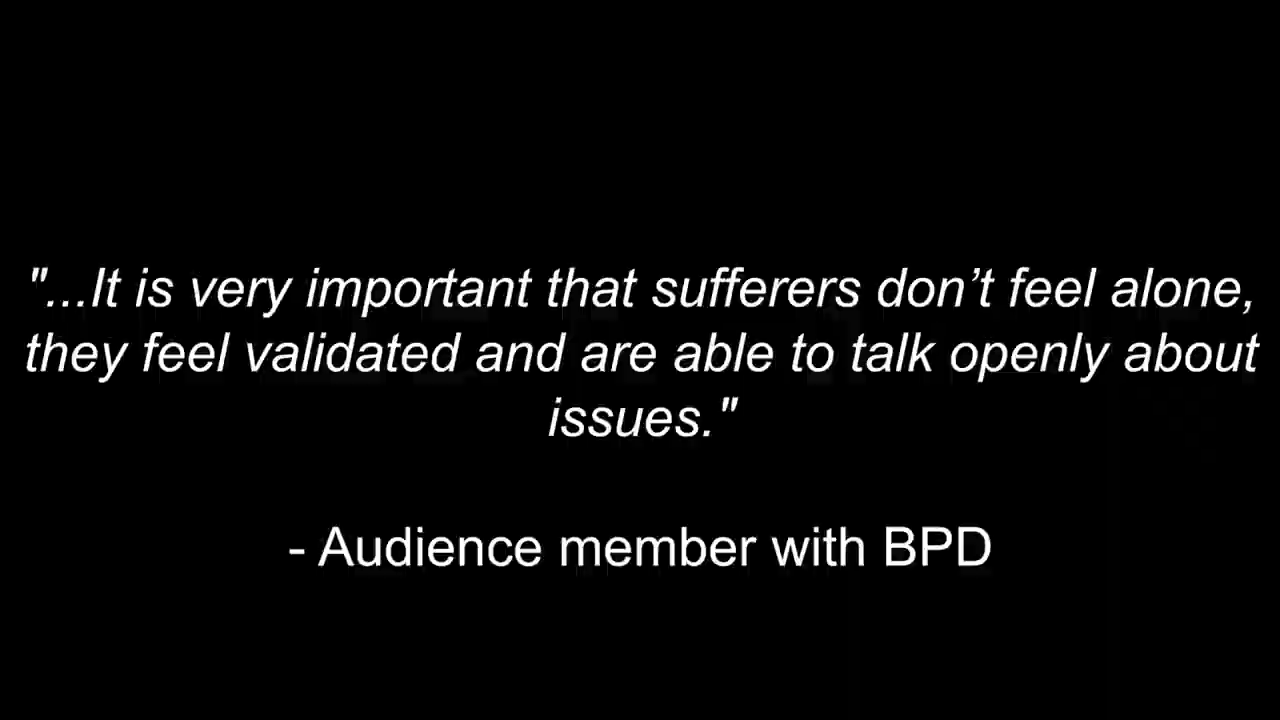 "...It is very important that sufferers don’t feel alone,
they feel validated and are able to talk openly about
issues."
- Audience member with BPD